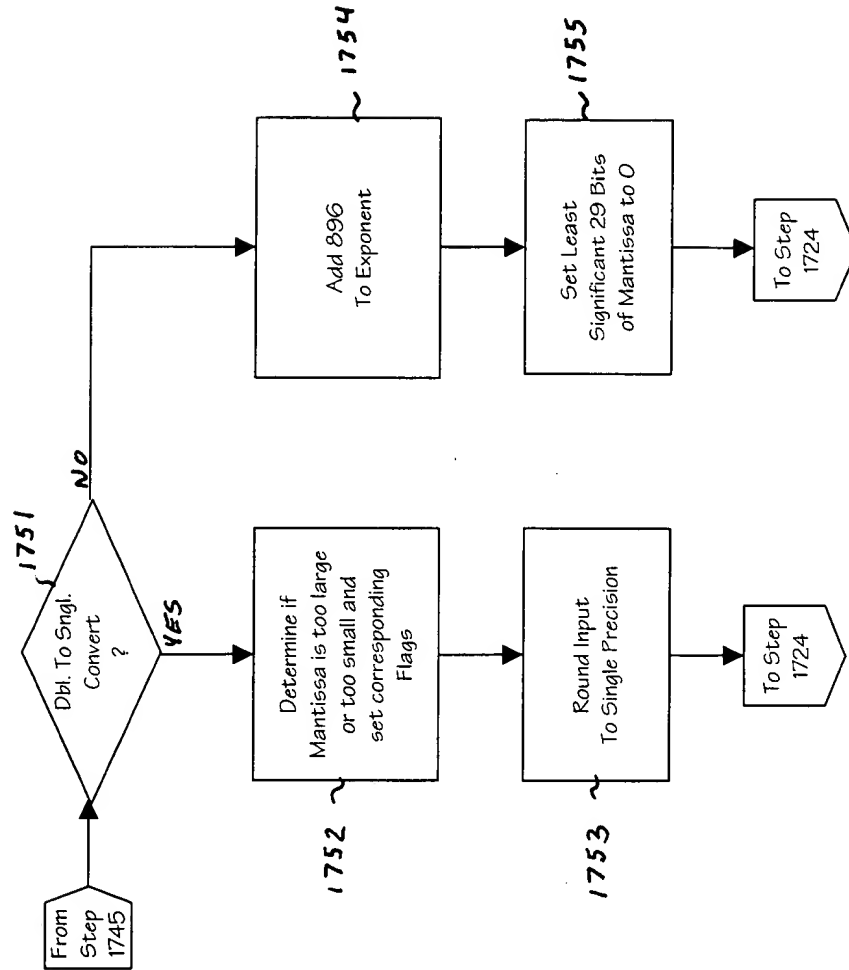 From
Step
1745
1751
Dbl. To Sngl.
Convert
?
NO
YES
1752
Determine if
Mantissa is too large
or too small and
set corresponding
Flags
1753
Round Input
To Single Precision
To Step
1724
1754
Add 896
To Exponent
1755
Set Least
Significant 29 Bits
of Mantissa to 0
To Step
1724